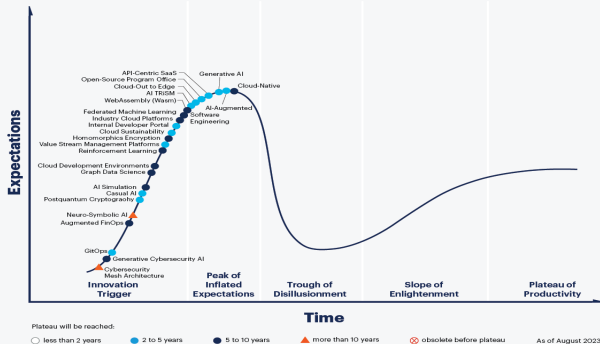 API-Centric SaaS
Generative AI
Open-Source Program Office
Cloud-Out to Edge
Cloud-Native
AI TRiSM
WebAssembly (Wasm)
AI-Augmented
Software
Engineering
Federated Machine Learning
Industry Cloud Platforms
Internal Developer Portal
Cloud Sustainability
Homomorphics Encryption
Value Stream Management Platforms
Reinforcement Learning
Cloud Development Environments
Graph Data Science
AI Simulation
Casual AI
Postquantum Cryptograohy
Neuro-Symbolic AI
Augmented FinOps
GitOps
Generative Cybersecurity AI
Cybersecurity
Mesh Architecture
Expectations
Innovation
Trigger
Peak of
Inflated
Expectations
Trough of
Disillusionment
Slope of
Enlightenment
Plateau of
Productivity
Time
Plateau will be reached:
less than 2 years
2 to 5 years
5 to 10 years
more than 10 years
obsolete before plateau
As of August 2023